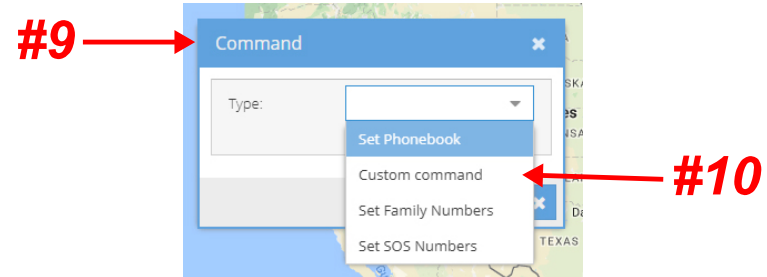 #9
Command
Type:
Set Phonebook
Custom command
#10
Set Family Numbers
Set SOS Numbers
TEXAS